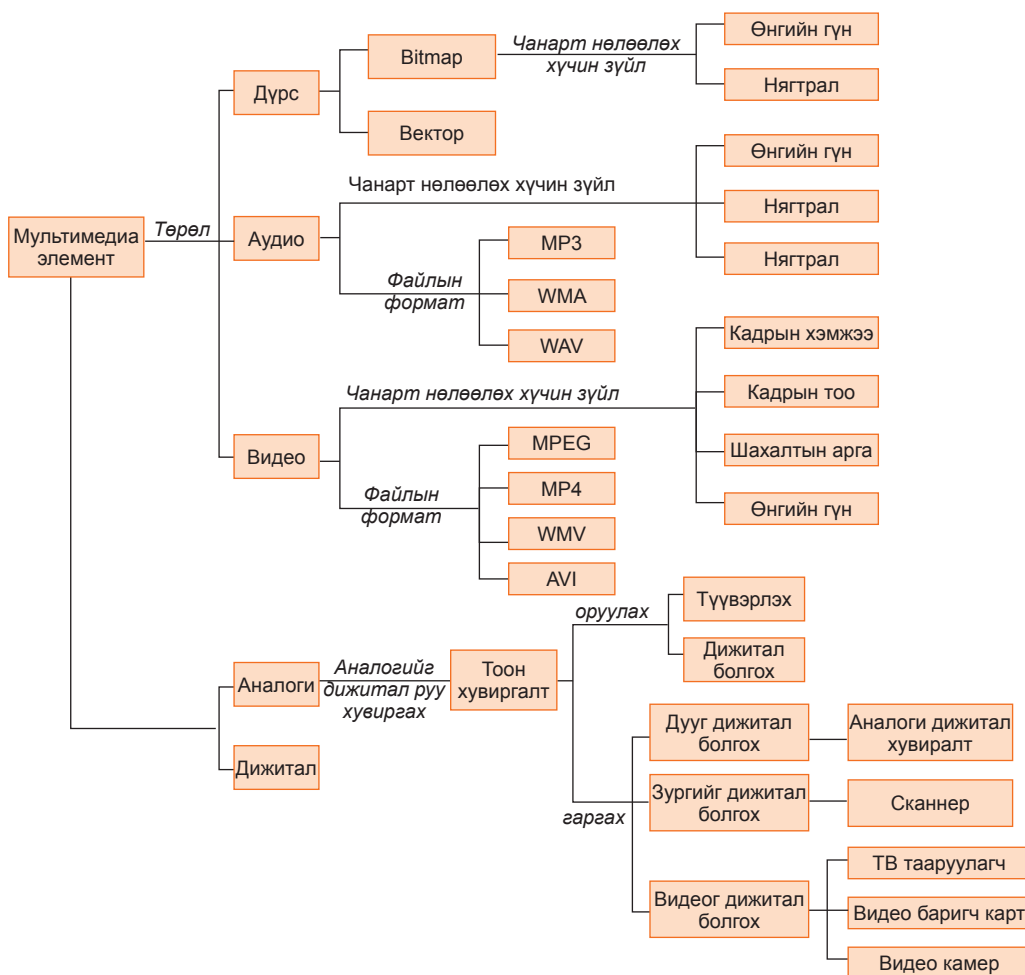 Мультимедиа
элемент
Төрөл
Дүрс
Bitmap
Чанарт нөлөөлөх
хүчин зүйл
Өнгийн гүн
Нягтрал
Вектор
Аудио
Чанарт нөлөөлөх хүчин зүйл
Өнгийн гүн
Нягтрал
Нягтрал
Файлын
формат
MP3
WMA
WAV
Видео
Чанарт нөлөөлөх хүчин зүйл
Кадрын хэмжээ
Кадрын тоо
Шахалтын арга
Өнгийн гүн
Файлын
формат
MPEG
MP4
WMV
AVI
Аналоги
Аналогийг
дижитал руу
хувиргах
Тоон
хувиргалт
оруулах
Түүвэрлэх
Дижитал
болгох
гаргах
Дууг дижитал
болгох
Аналоги дижитал
хувиралт
Зургийг дижитал
болгох
Сканнер
Видеог дижитал
болгох
ТВ тааруулагч
Видео баригч карт
Видео камер
Дижитал